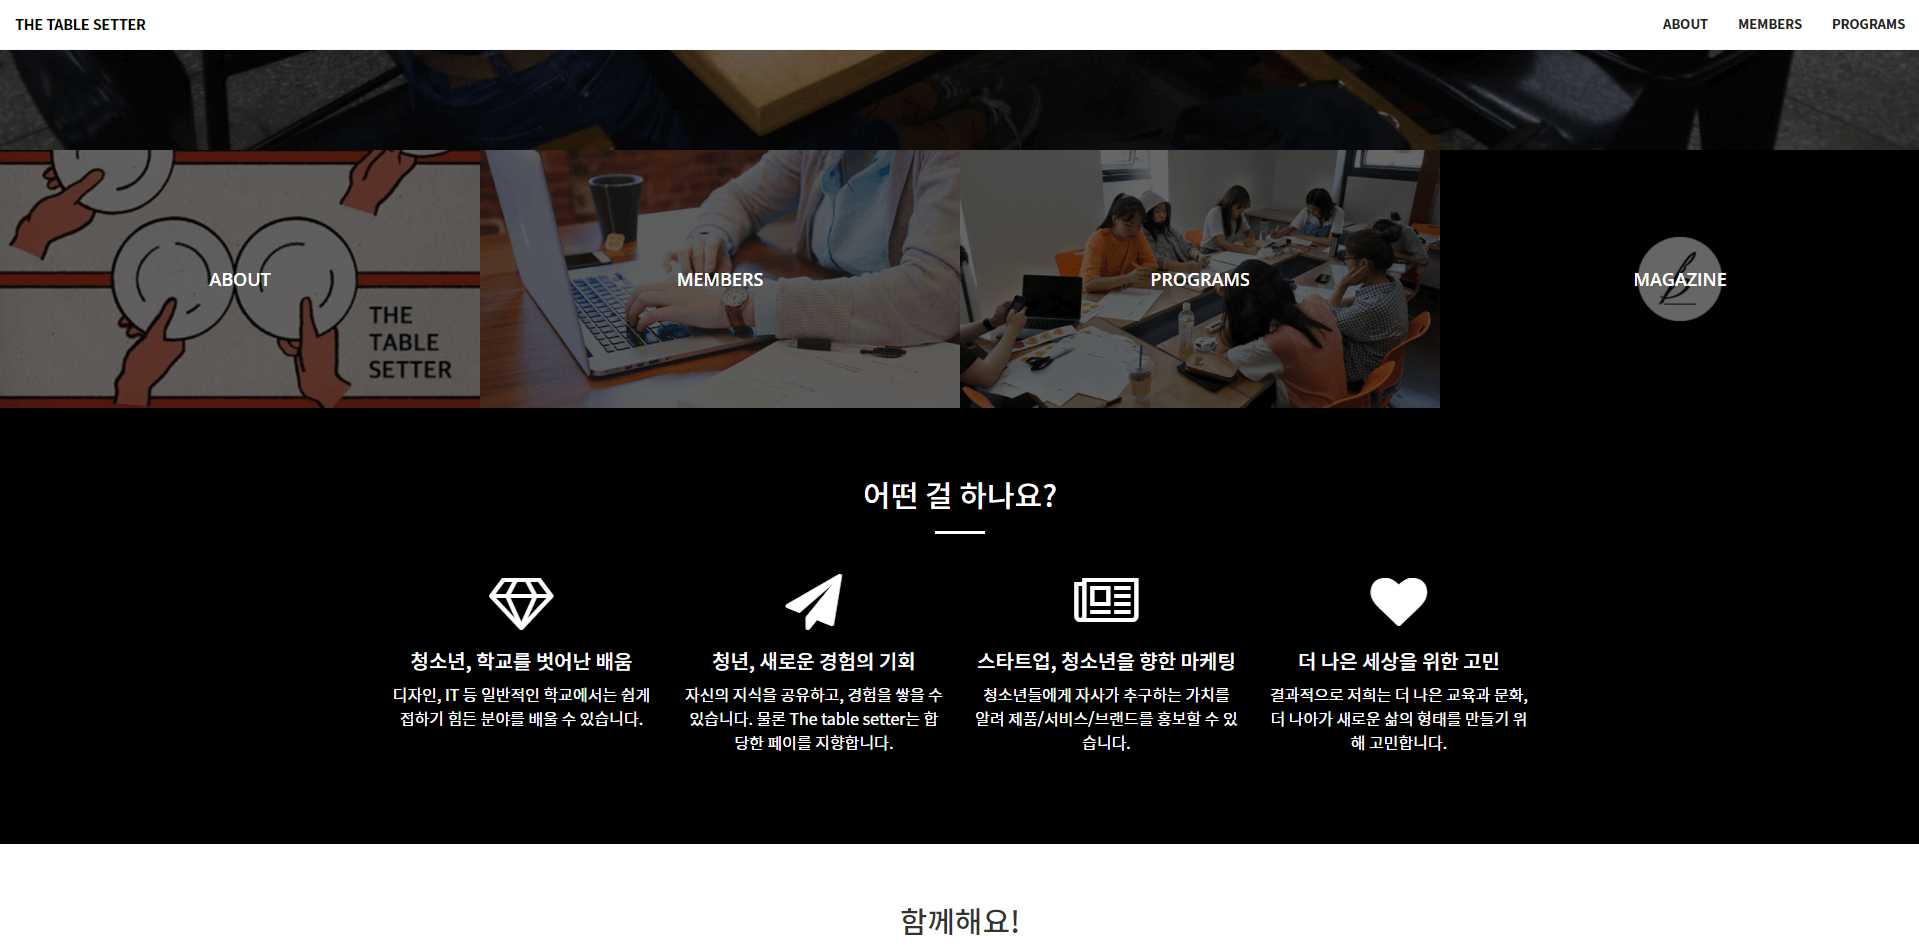 THE TABLE SETTER
ABOUT
MEMBERS
PROGRAMS
ABOUT
THE
TABLE
SETTER
MEMBERS
PROGRAMS
MAGAZINE
어떤 걸 하나요?
청소년, 학교를 벗어난 배움
디자인, IT 등 일반적인 학교에서는 쉽게
접하기 힘든 분야를 배울 수 있습니다.
청년, 새로운 경험의 기회
자신의 지식을 공유하고, 경험을 쌓을 수
있습니다. 물론 The table setter는 합
당한 페이를 지향합니다.
스타트업, 청소년을 향한 마케팅
청소년들에게 자사가 추구하는 가치를
알려 제품/서비스/브랜드를 홍보할 수 있
습니다.
더 나은 세상을 위한 고민
결과적으로 저희는 더 나은 교육과 문화,
더 나아가 새로운 삶의 형태를 만들기 위
해 고민합니다.
함께해요!